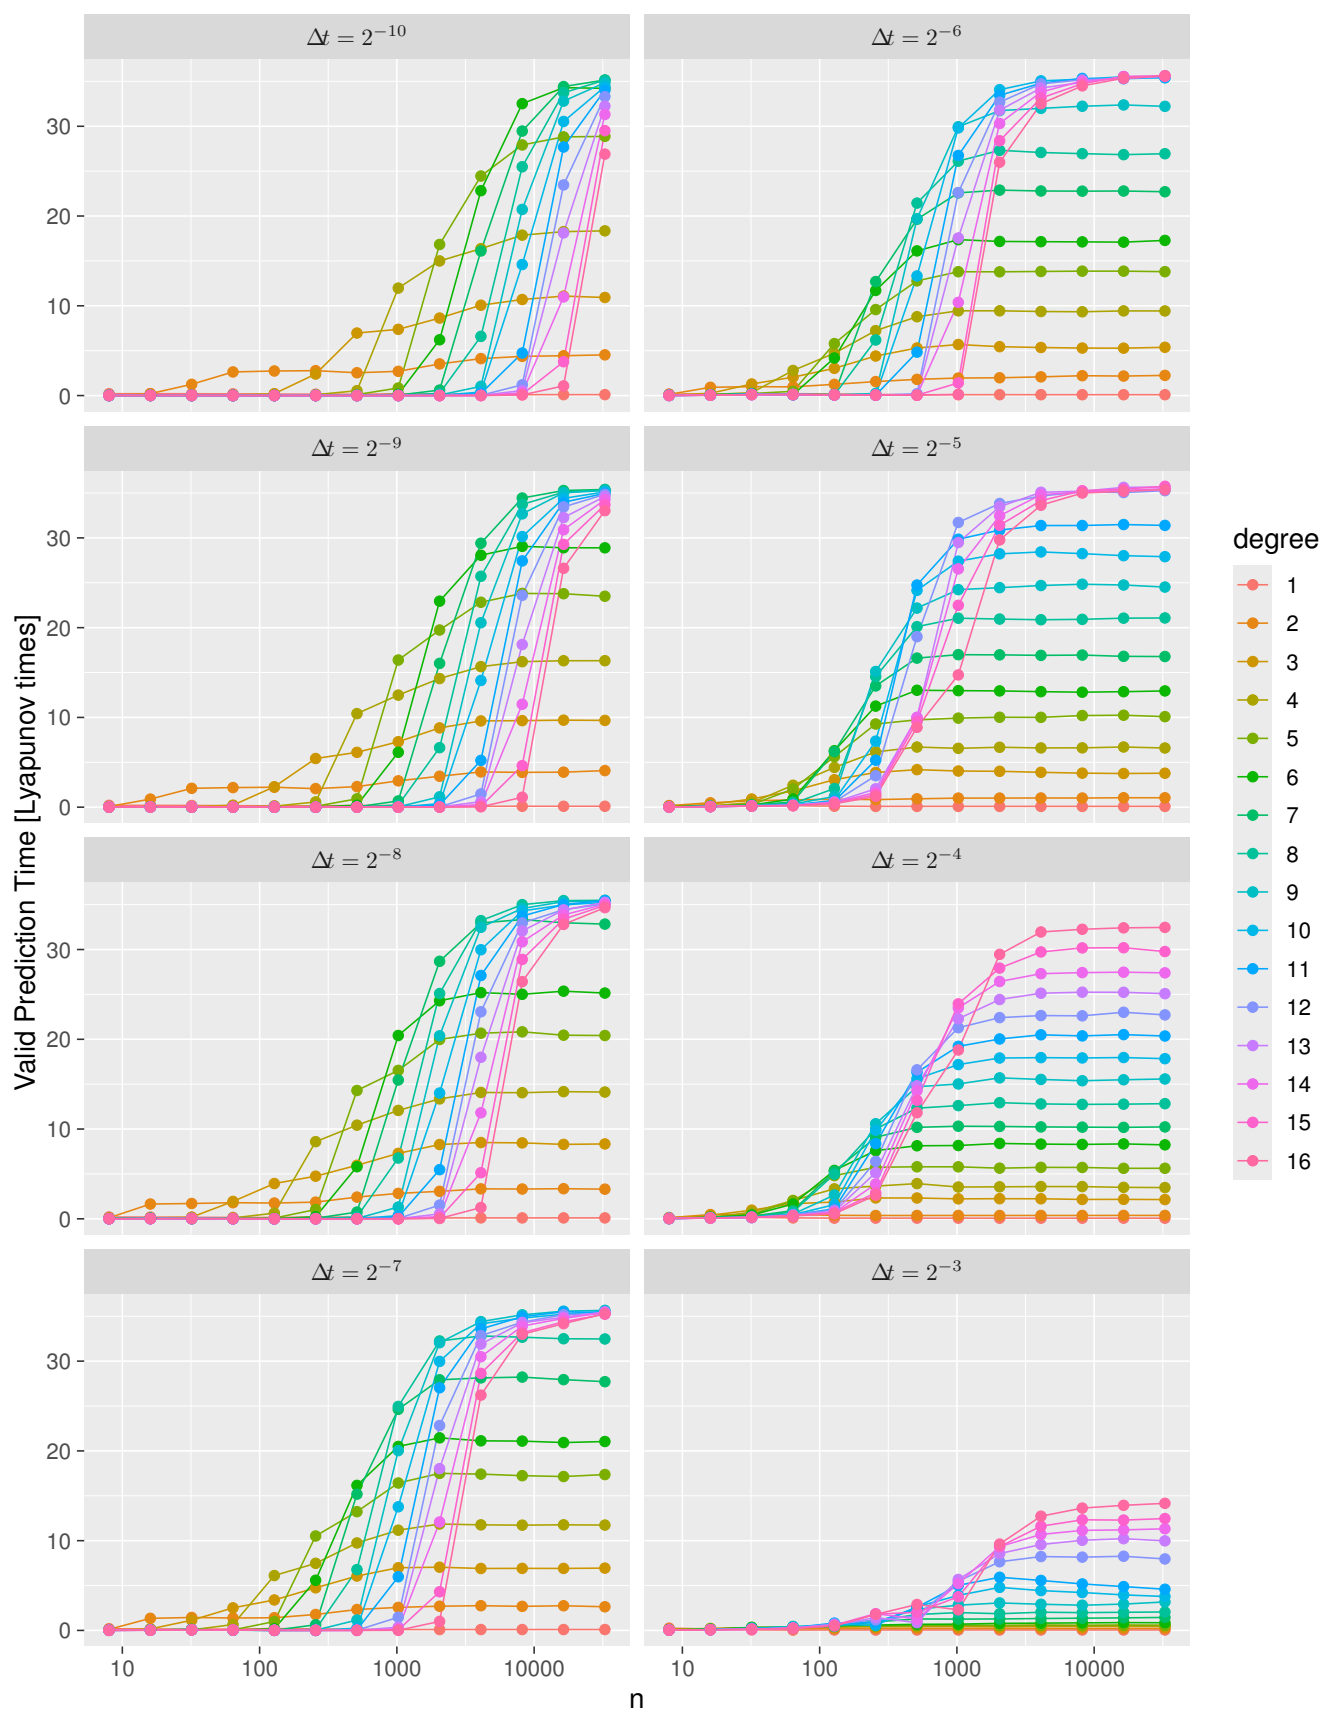 Δt = 2⁻¹⁰
Δt = 2⁻⁶
30
20
10
0
Δt = 2⁻⁹
Δt = 2⁻⁵
30
20
10
0
Δt = 2⁻⁸
Δt = 2⁻⁴
30
20
10
0
Δt = 2⁻⁷
Δt = 2⁻³
30
20
10
0
10 100 1000 10000
10 100 1000 10000
n
Valid Prediction Time [Lyapunov times]
degree
1
2
3
4
5
6
7
8
9
10
11
12
13
14
15
16